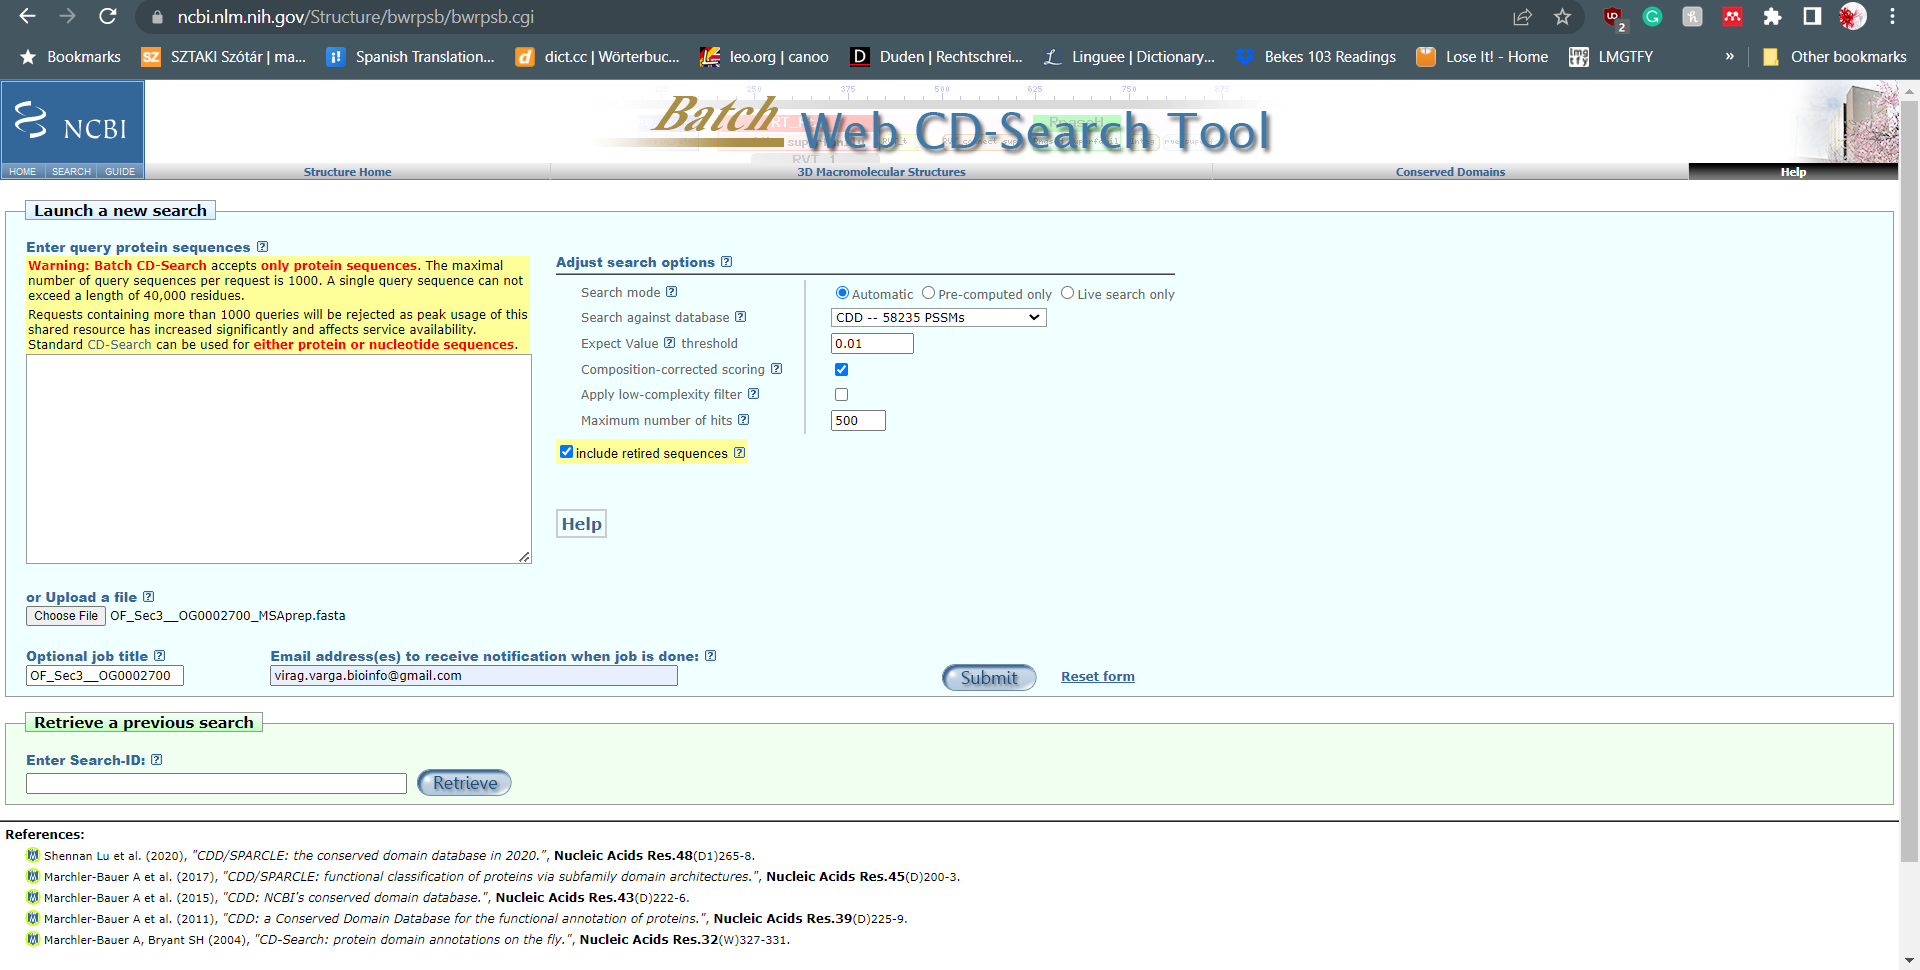 ncbi.nlm.nih.gov/Structure/bwrpsb/bwrpsb.cgi
2
Bookmarks
SZ SZTAKI Szótár | ma...
Spanish Translation...
dict.cc | Wörterbuc...
leo.org | canoo
D Duden | Rechtschrei...
Linguee | Dictionary...
Bekes 103 Readings
Lose It! - Home
LMGTFY
»
Other bookmarks
NCBI
HOME SEARCH GUIDE
250 375 500 625 750 875
Batch Web CD-Search Tool
RVT_1
Structure Home
3D Macromolecular Structures
Conserved Domains
Help
Launch a new search
Enter query protein sequences ?
Warning: Batch CD-Search accepts only protein sequences. The maximal
number of query sequences per request is 1000. A single query sequence can not
exceed a length of 40,000 residues.
Requests containing more than 1000 queries will be rejected as peak usage of this
shared resource has increased significantly and affects service availability.
Standard CD-Search can be used for either protein or nucleotide sequences.
Adjust search options ?
Search mode ? Automatic Pre-computed only Live search only
Search against database ? CDD -- 58235 PSSMs
Expect Value ? threshold 0.01
Composition-corrected scoring ?
Apply low-complexity filter ?
Maximum number of hits ? 500
include retired sequences ?
Help
or Upload a file ?
Choose File OF_Sec3__OG0002700_MSAprep.fasta
Optional job title ?
OF_Sec3__OG0002700
Email address(es) to receive notification when job is done: ?
virag.varga.bioinfo@gmail.com
Submit
Reset form
Retrieve a previous search
Enter Search-ID: ?
Retrieve
References:
Shennan Lu et al. (2020), "CDD/SPARCLE: the conserved domain database in 2020.", Nucleic Acids Res.48(D1)265-8.
Marchler-Bauer A et al. (2017), "CDD/SPARCLE: functional classification of proteins via subfamily domain architectures.", Nucleic Acids Res.45(D)200-3.
Marchler-Bauer A et al. (2015), "CDD: NCBI's conserved domain database.", Nucleic Acids Res.43(D)222-6.
Marchler-Bauer A et al. (2011), "CDD: a Conserved Domain Database for the functional annotation of proteins.", Nucleic Acids Res.39(D)225-9.
Marchler-Bauer A, Bryant SH (2004), "CD-Search: protein domain annotations on the fly.", Nucleic Acids Res.32(W)327-331.